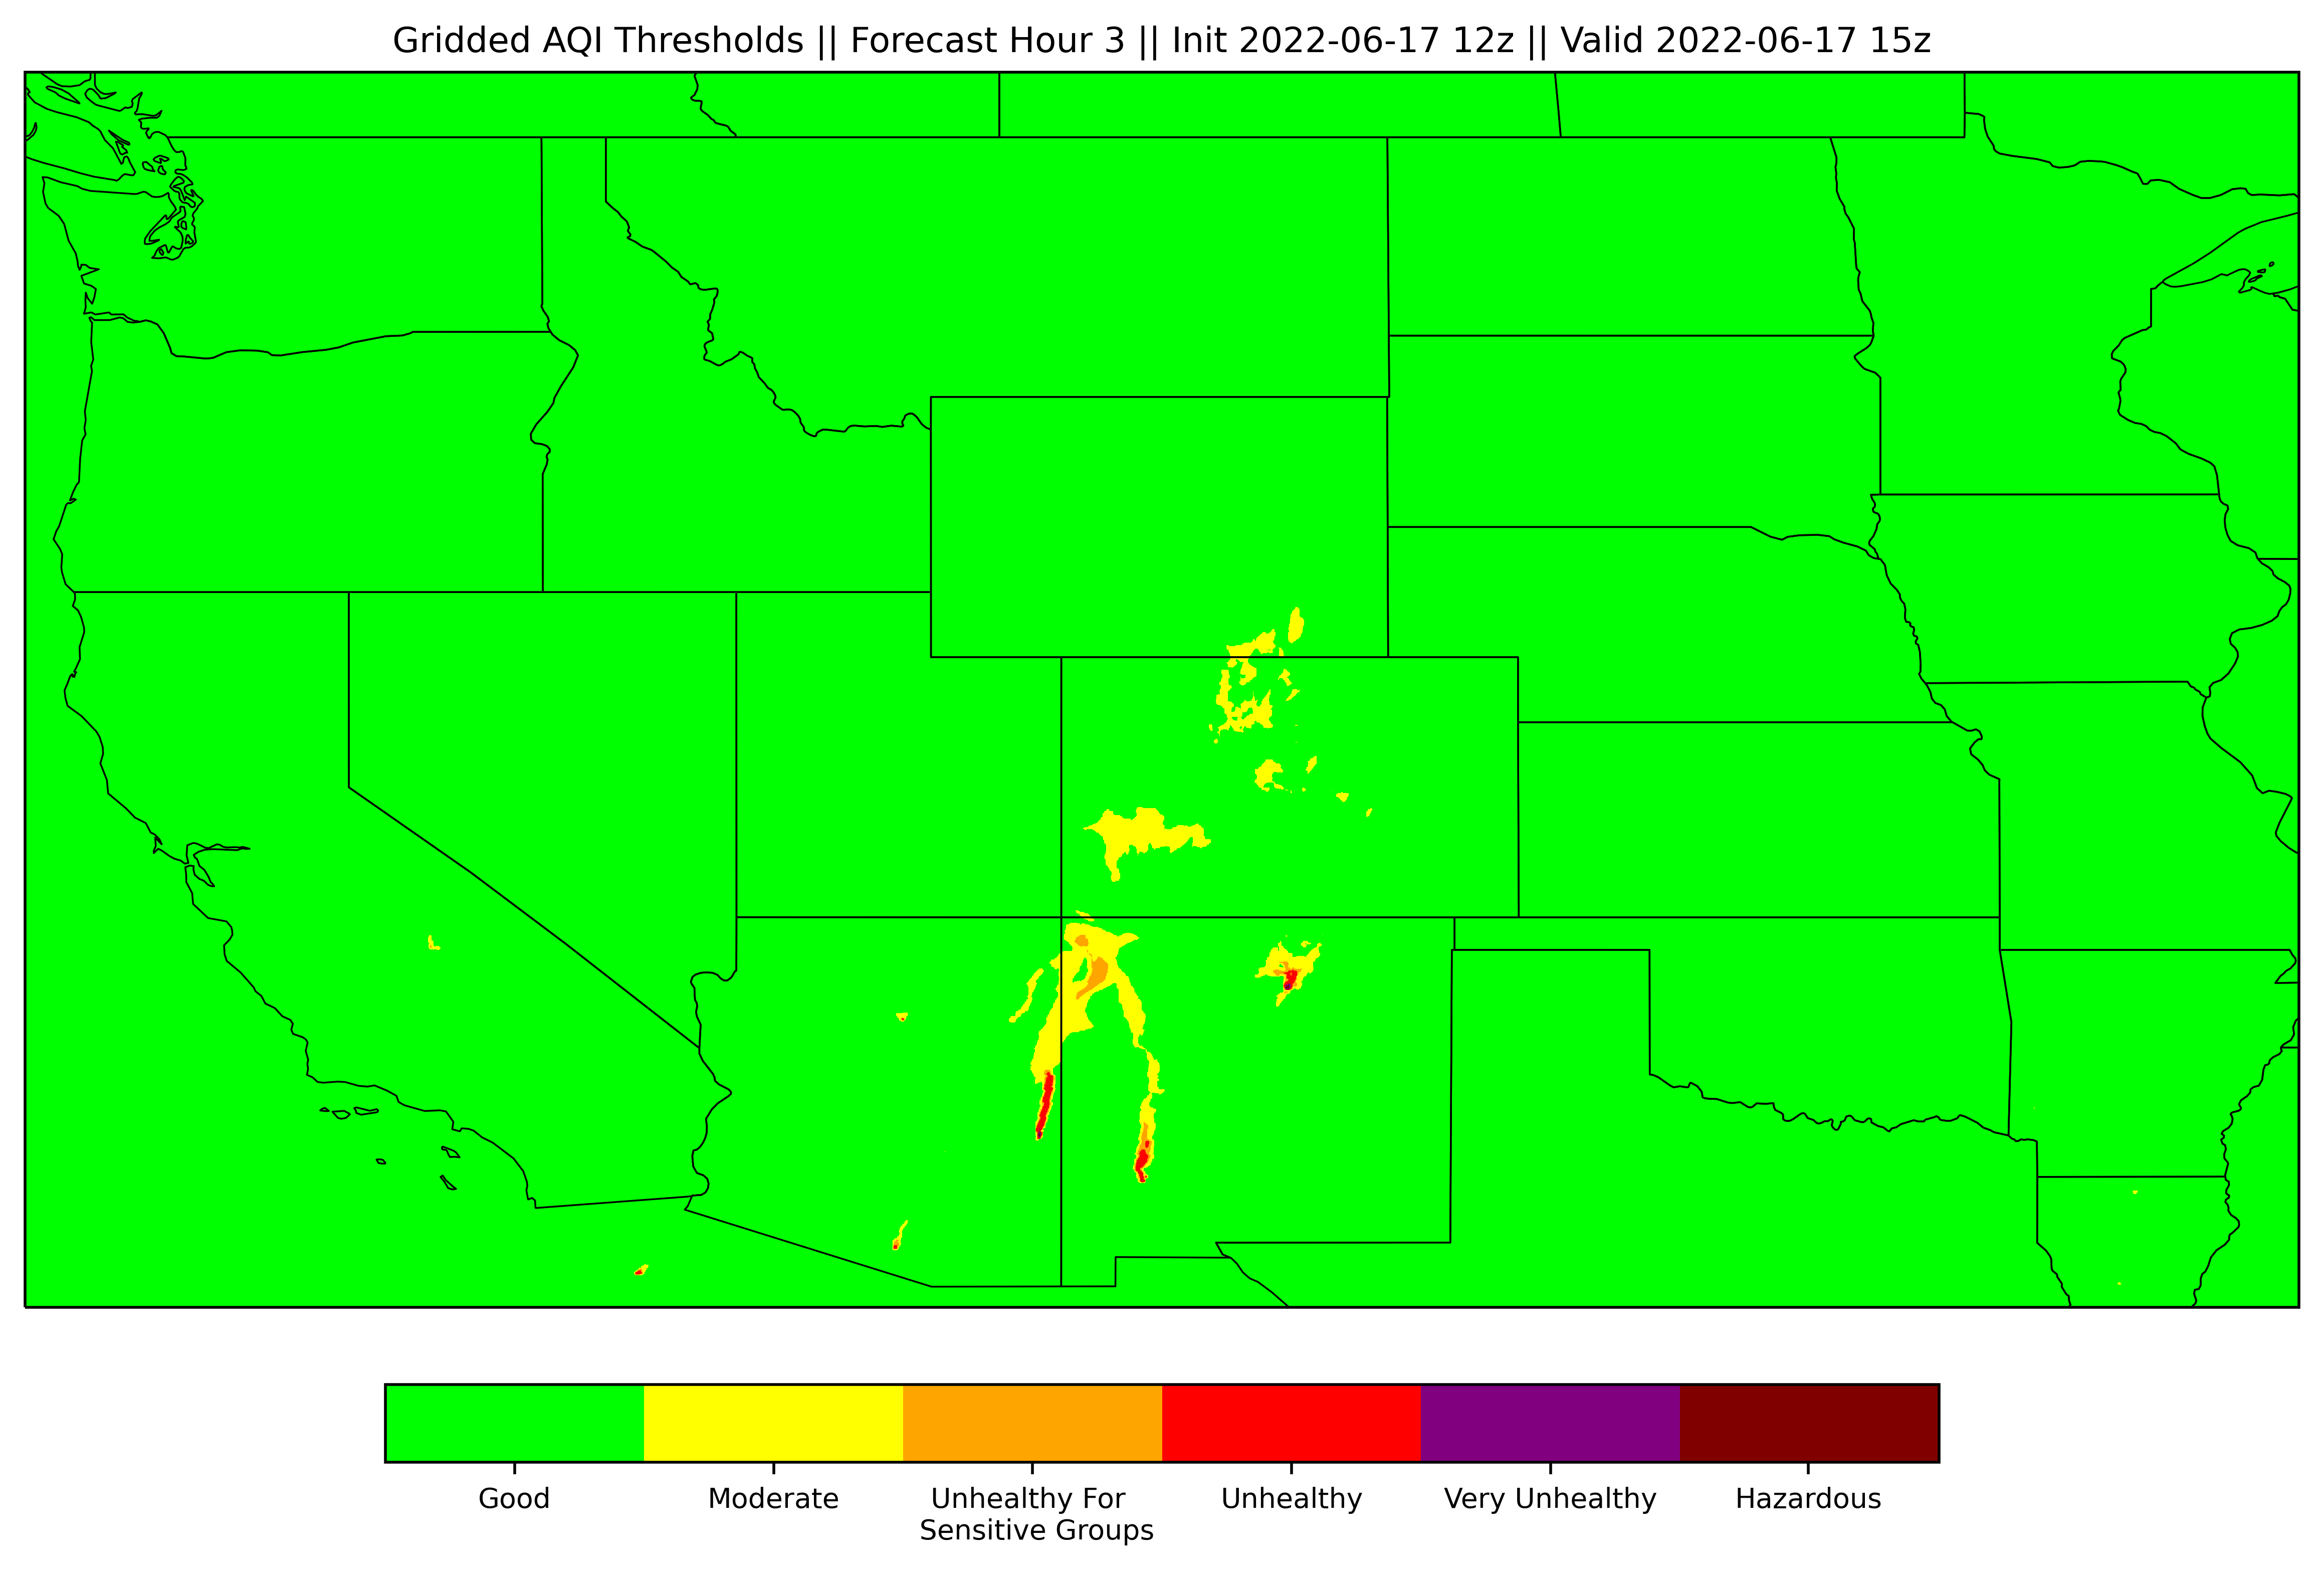 Gridded AQI Thresholds || Forecast Hour 3 || Init 2022-06-17 12z || Valid 2022-06-17 15z
Good
Moderate
Unhealthy For
Sensitive Groups
Unhealthy
Very Unhealthy
Hazardous